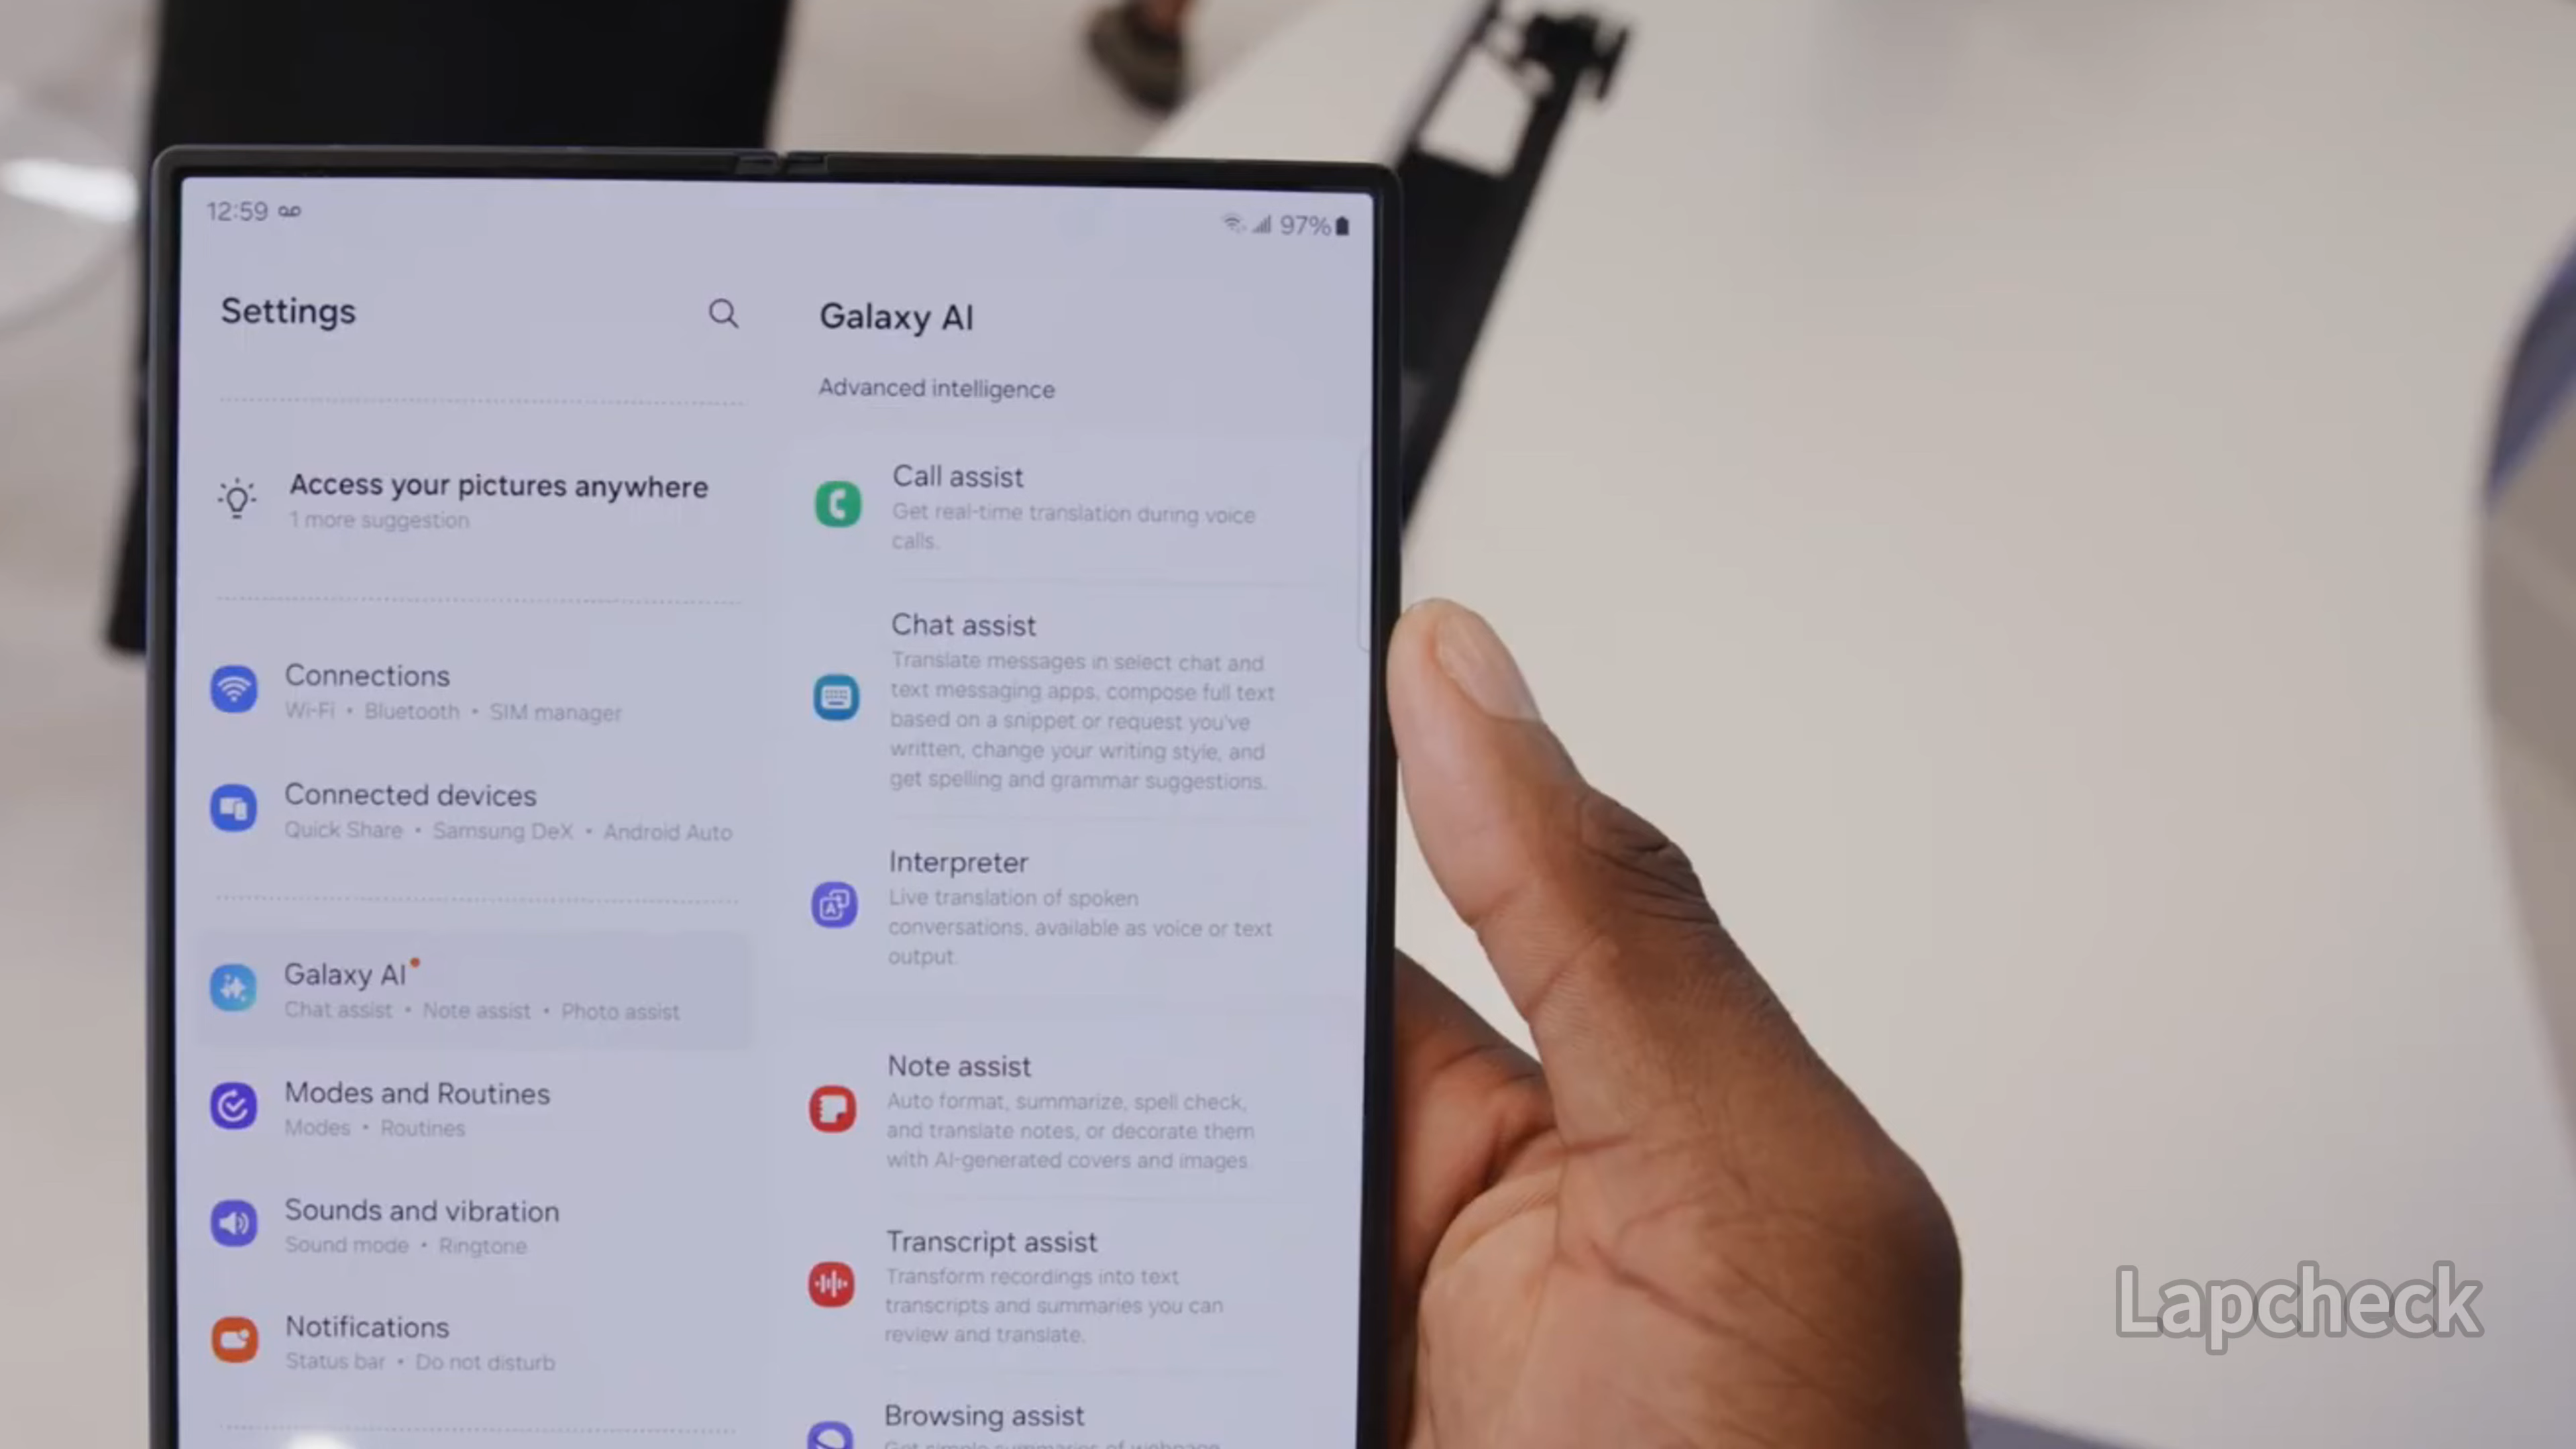 12:59
97%
Settings
Access your pictures anywhere
1 more suggestion
Connections
Wi-Fi • Bluetooth • SIM manager
Connected devices
Quick Share • Samsung DeX • Android Auto
Galaxy AI
Chat assist • Note assist • Photo assist
Modes and Routines
Modes • Routines
Sounds and vibration
Sound mode • Ringtone
Notifications
Status bar • Do not disturb
Galaxy AI
Advanced intelligence
Call assist
Get real-time translation during voice
calls.
Chat assist
Translate messages in select chat and
text messaging apps, compose full text
based on a snippet or request you've
written, change your writing style, and
get spelling and grammar suggestions.
Interpreter
Live translation of spoken
conversations, available as voice or text
output.
Note assist
Auto format, summarize, spell check,
and translate notes, or decorate them
with AI-generated covers and images.
Transcript assist
Transform recordings into text
transcripts and summaries you can
review and translate.
Browsing assist
Get simple summaries of webpage
Lapcheck